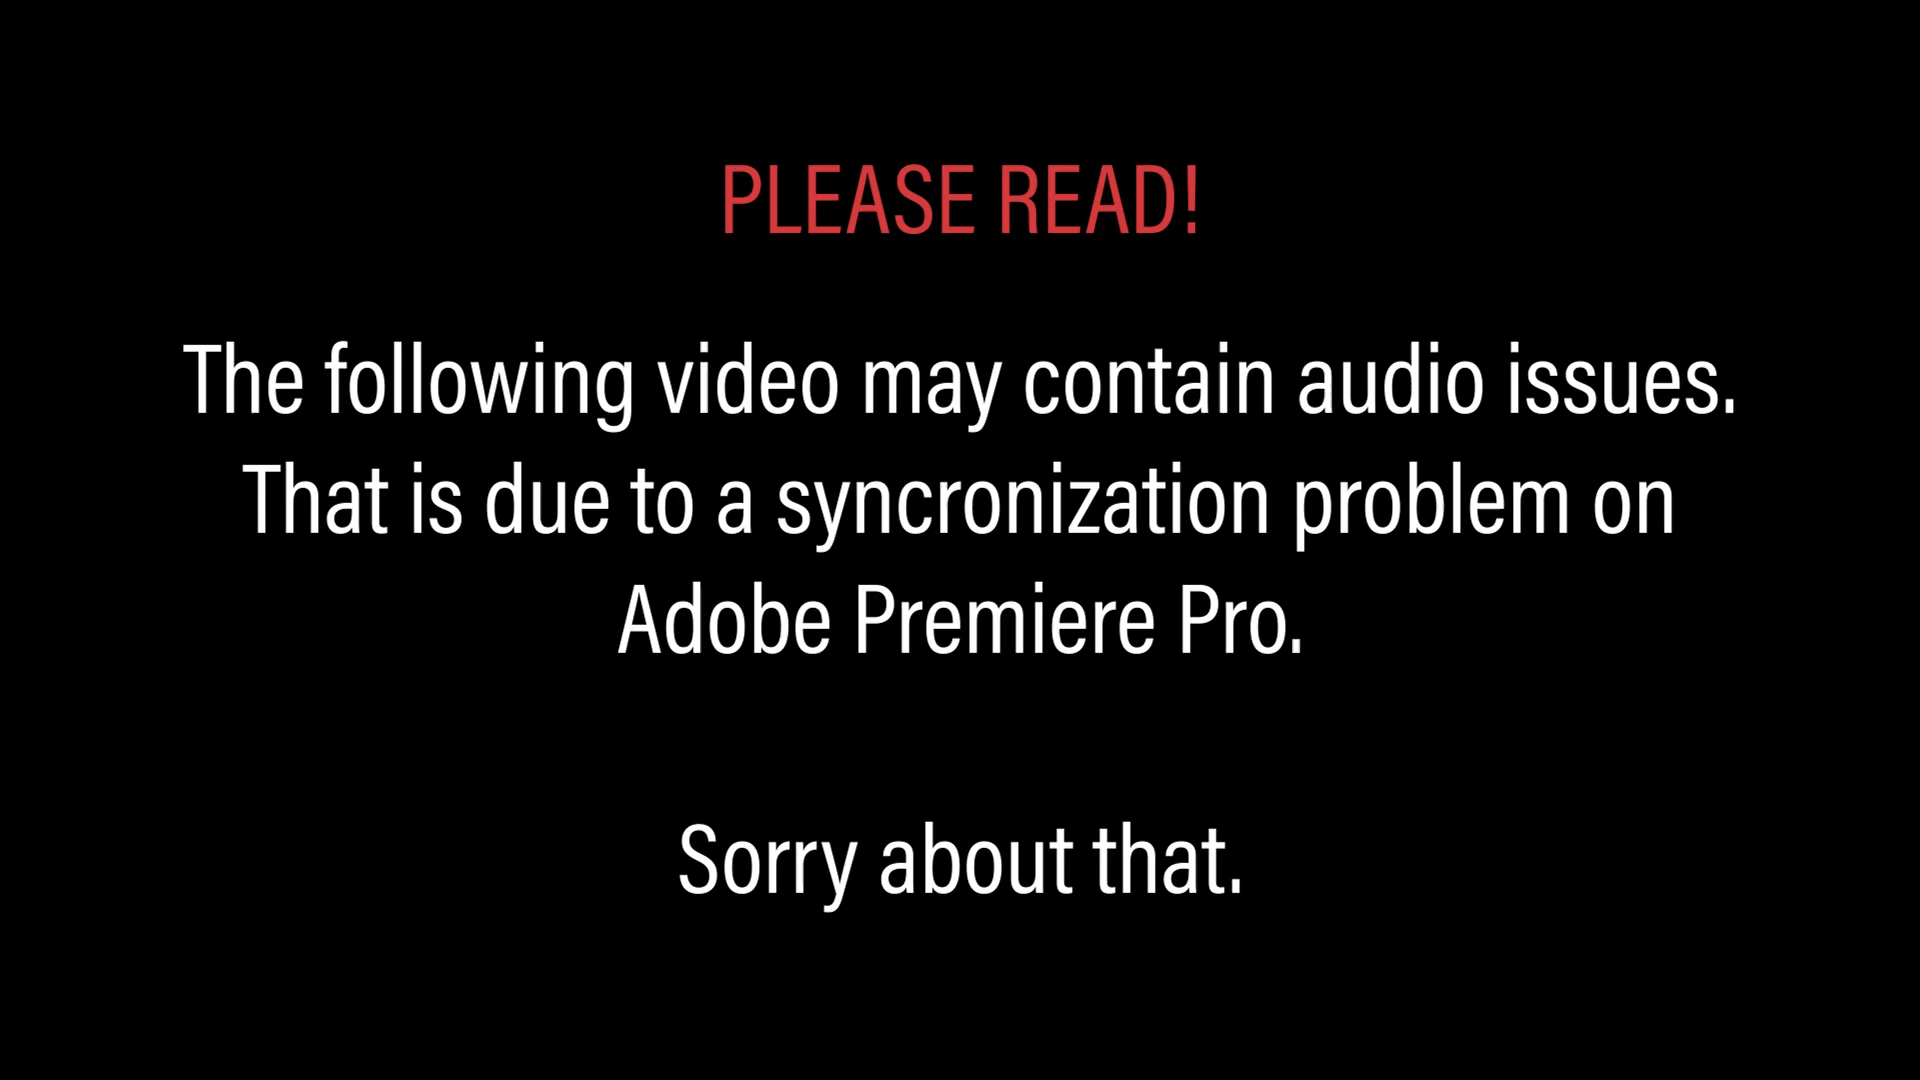 PLEASE READ!
The following video may contain audio issues.
That is due to a syncronization problem on
Adobe Premiere Pro.
Sorry about that.